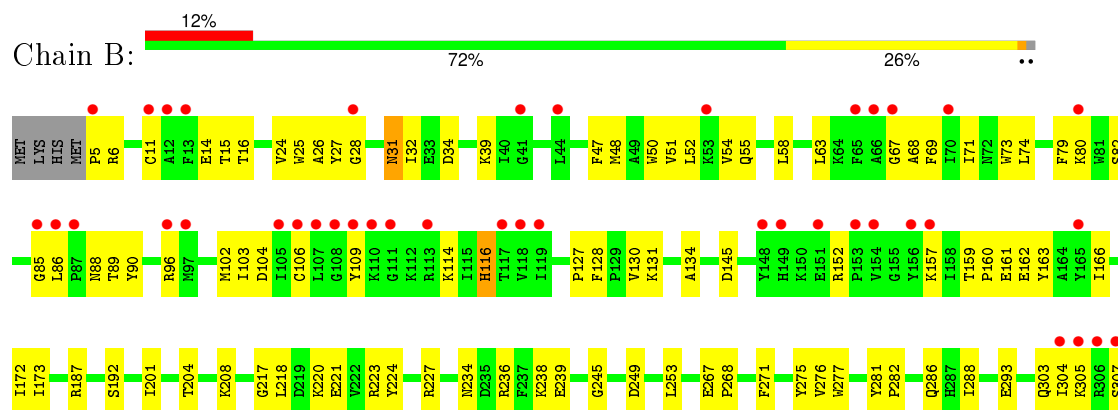 12%
Chain B:
72% 26% ••
MET LYS HIS MET P5 R6 C11 A12 F13 E14 T15 T16 V24 W25 A26 Y27 G28 N31 I32 E33 D34 K39 I40 G41 L44 F47 M48 A49 W50 V51 L52 K53 V54 Q55 L58 L63 K64 F65 A66 G67 A68 F69 I70 I71 N72 W73 L74 F79 K80 W81 S82
G85 L86 P87 N88 T89 Y90 R96 M97 M102 I103 D104 I105 C106 L107 G108 Y109 K110 G111 K112 R113 K114 I115 H116 T117 V118 I119 P127 F128 P129 V130 K131 A134 D145 Y148 H149 K150 E151 R152 P153 V154 G155 Y156 K157 I158 T159 P160 E161 E162 Y163 A164 Y165 I166
I172 I173 R187 S192 I201 T204 K208 G217 L218 D219 K220 E221 V222 R223 Y224 R227 N234 D235 R236 F237 K238 E239 G245 D249 L253 E267 P268 F271 Y275 V276 W277 Y281 P282 Q286 H287 I288 E293 Q303 I304 K305 R306